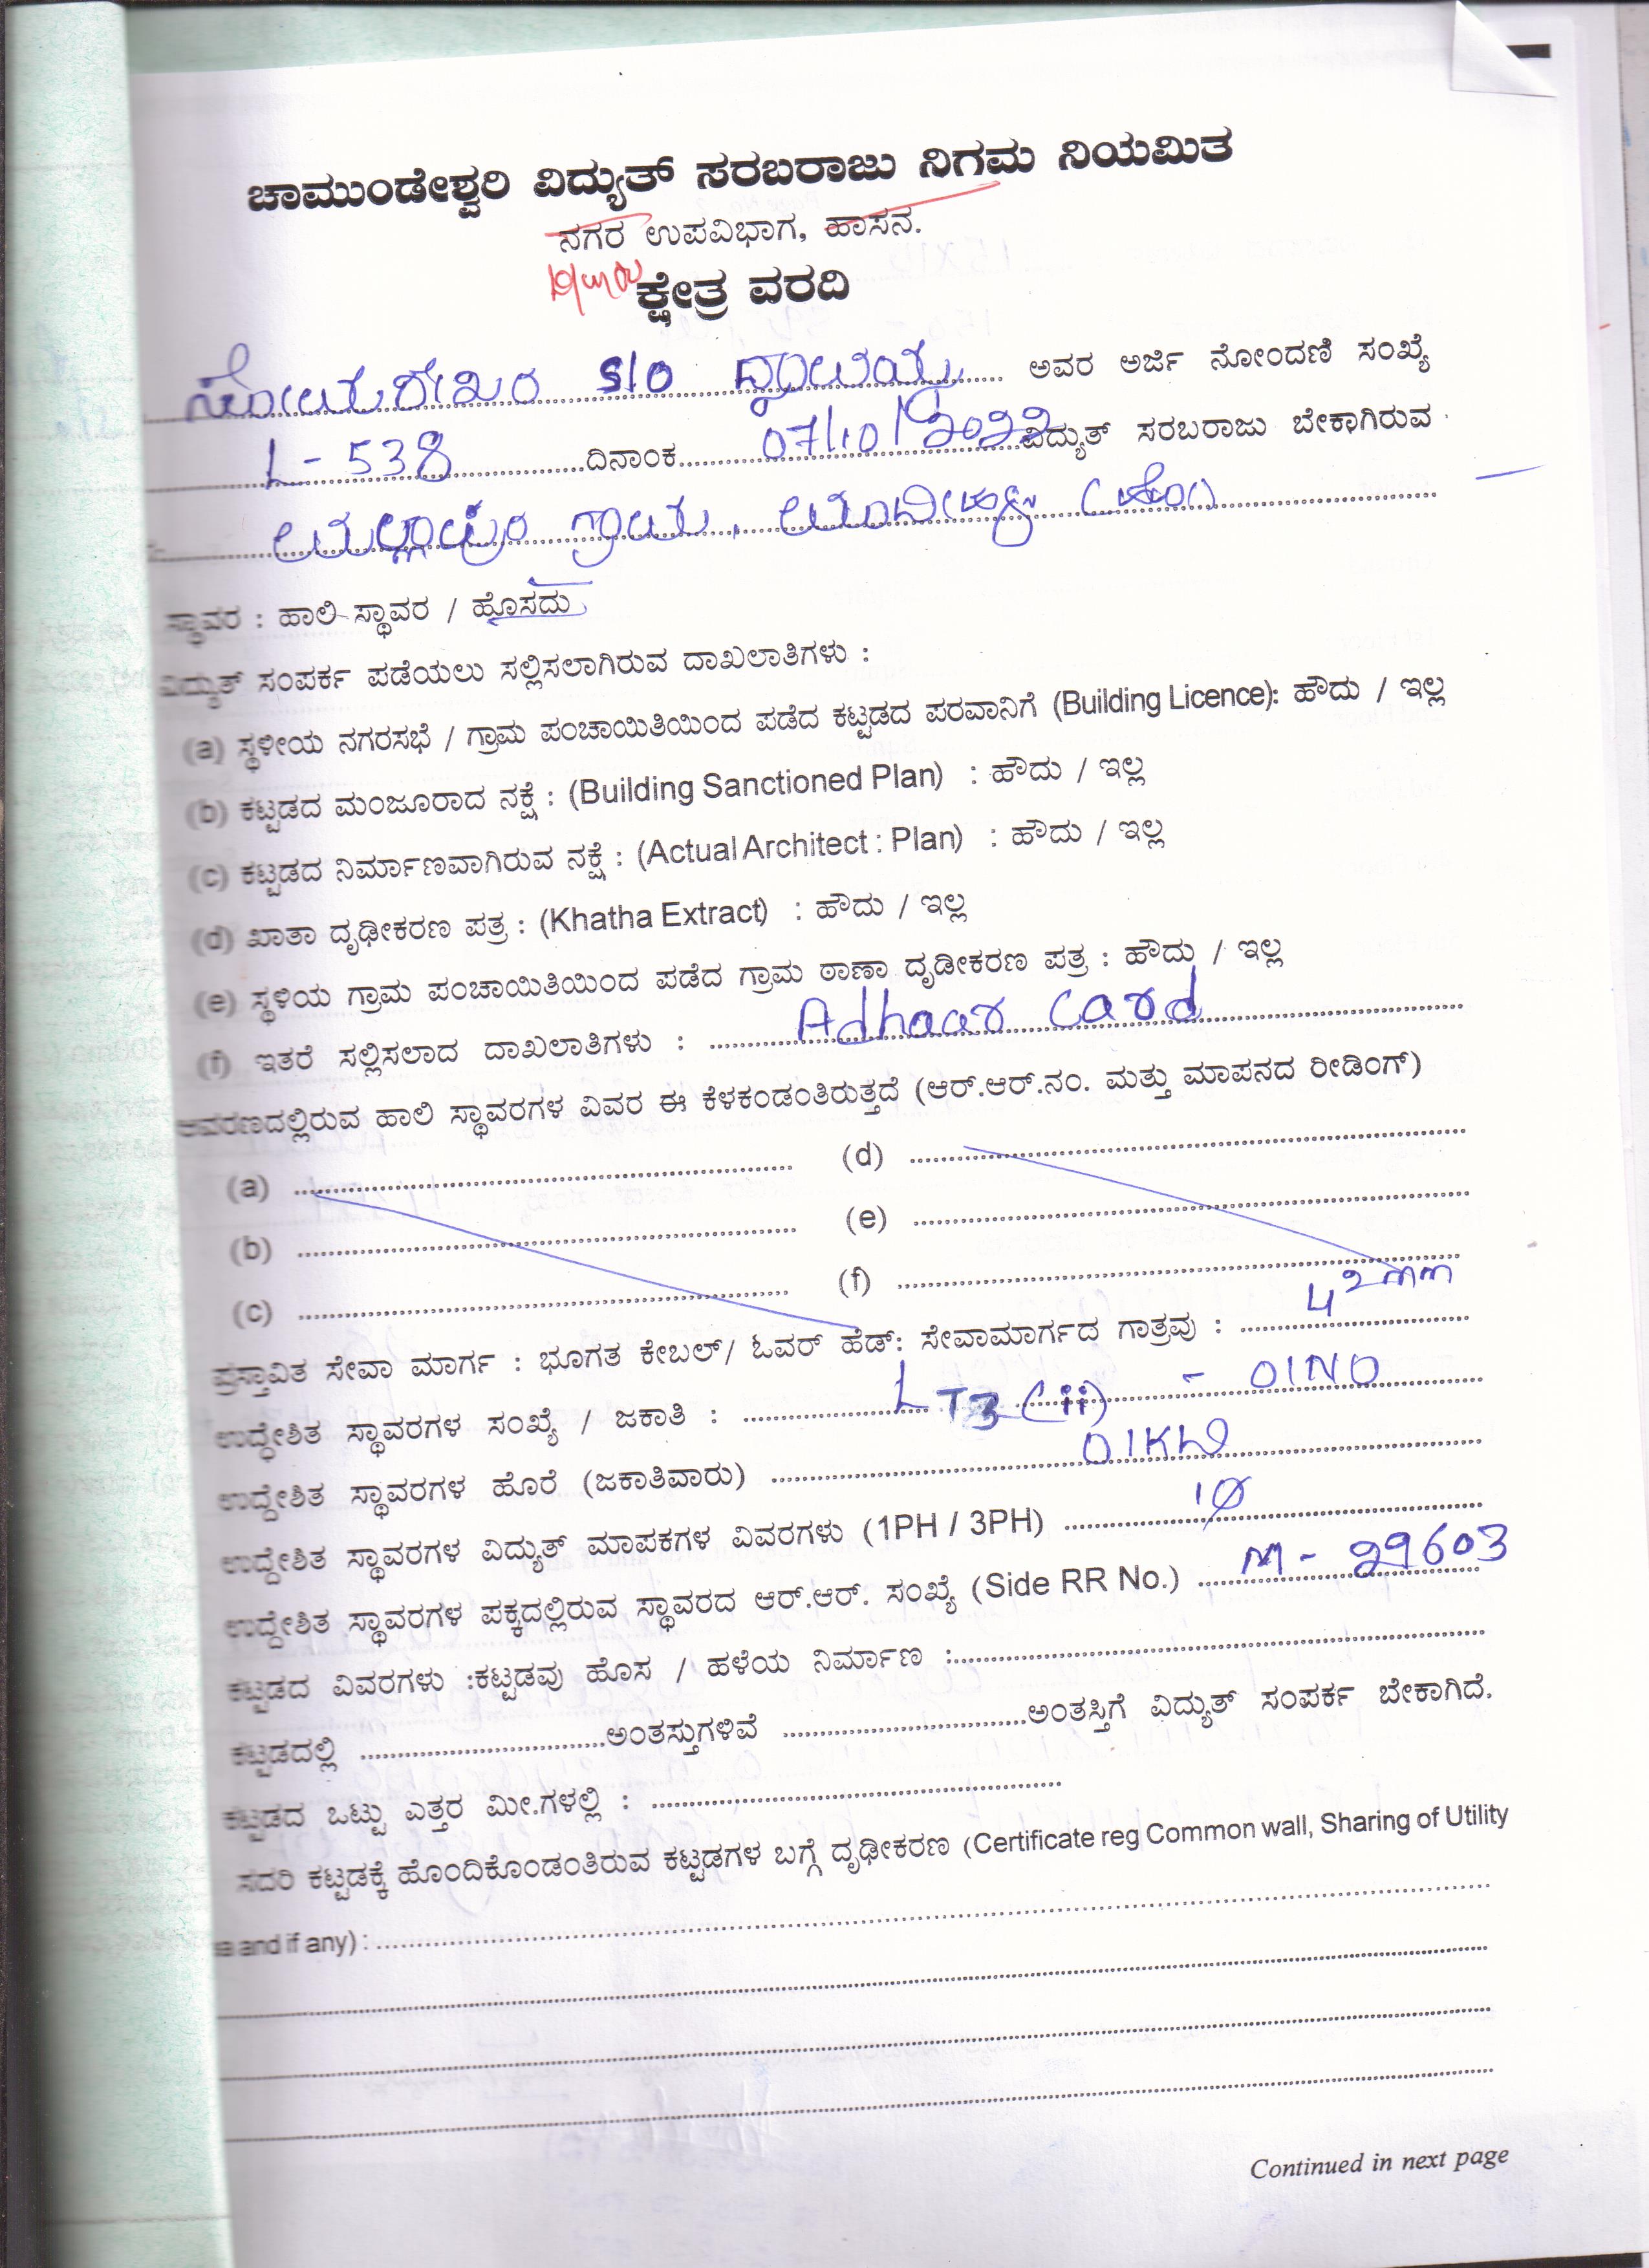 ಚಾಮುಂಡೇಶ್ವರಿ ವಿದ್ಯುತ್ ಸರಬರಾಜು ನಿಗಮ ನಿಯಮಿತ
ನಗರ ಉಪವಿಭಾಗ, ಹಾಸನ.
ಕ್ಷೇತ್ರ ವರದಿ
ಸೋಮಶೇಖರ S/O ........ ಅವರ ಅರ್ಜಿ ನೋಂದಣಿ ಸಂಖ್ಯೆ
L-538 ........ ದಿನಾಂಕ ........ 07/10/2022 ವಿದ್ಯುತ್ ಸರಬರಾಜು ಬೇಕಾಗಿರುವ
ಮಲ್ಲಾಪುರ ಗ್ರಾಮ,
ಸ್ಥಾವರ : ಹಾಲಿ ಸ್ಥಾವರ / ಹೊಸದು
ವಿದ್ಯುತ್ ಸಂಪರ್ಕ ಪಡೆಯಲು ಸಲ್ಲಿಸಲಾಗಿರುವ ದಾಖಲಾತಿಗಳು :
(a) ಸ್ಥಳೀಯ ನಗರಸಭೆ / ಗ್ರಾಮ ಪಂಚಾಯಿತಿಯಿಂದ ಪಡೆದ ಕಟ್ಟಡದ ಪರವಾನಿಗೆ (Building Licence): ಹೌದು / ಇಲ್ಲ
(b) ಕಟ್ಟಡದ ಮಂಜೂರಾದ ನಕ್ಷೆ : (Building Sanctioned Plan) : ಹೌದು / ಇಲ್ಲ
(c) ಕಟ್ಟಡದ ನಿರ್ಮಾಣವಾಗಿರುವ ನಕ್ಷೆ : (Actual Architect : Plan) : ಹೌದು / ಇಲ್ಲ
(d) ಖಾತಾ ದೃಢೀಕರಣ ಪತ್ರ : (Khatha Extract) : ಹೌದು / ಇಲ್ಲ
(e) ಸ್ಥಳಿಯ ಗ್ರಾಮ ಪಂಚಾಯಿತಿಯಿಂದ ಪಡೆದ ಗ್ರಾಮ ಠಾಣಾ ದೃಡೀಕರಣ ಪತ್ರ : ಹೌದು / ಇಲ್ಲ
(f) ಇತರೆ ಸಲ್ಲಿಸಲಾದ ದಾಖಲಾತಿಗಳು : ........ Adhaar Card
ಆವರಣದಲ್ಲಿರುವ ಹಾಲಿ ಸ್ಥಾವರಗಳ ವಿವರ ಈ ಕೆಳಕಂಡಂತಿರುತ್ತದೆ (ಆರ್.ಆರ್.ನಂ. ಮತ್ತು ಮಾಪನದ ರೀಡಿಂಗ್)
(a) ........ (d) ........
(b) ........ (e) ........
(c) ........ (f) ........
ಪ್ರಸ್ತಾವಿತ ಸೇವಾ ಮಾರ್ಗ : ಭೂಗತ ಕೇಬಲ್/ ಓವರ್ ಹೆಡ್: ಸೇವಾಮಾರ್ಗದ ಗಾತ್ರವು : 4 2mm
ಉದ್ದೇಶಿತ ಸ್ಥಾವರಗಳ ಸಂಖ್ಯೆ / ಜಕಾತಿ : ........ LT3 (ii) - 01NO
ಉದ್ದೇಶಿತ ಸ್ಥಾವರಗಳ ಹೊರೆ (ಜಕಾತಿವಾರು) ........ 01KW
ಉದ್ದೇಶಿತ ಸ್ಥಾವರಗಳ ವಿದ್ಯುತ್ ಮಾಪಕಗಳ ವಿವರಗಳು (1PH / 3PH) ........ 1Ø
ಉದ್ದೇಶಿತ ಸ್ಥಾವರಗಳ ಪಕ್ಕದಲ್ಲಿರುವ ಸ್ಥಾವರದ ಆರ್.ಆರ್. ಸಂಖ್ಯೆ (Side RR No.) M - 29603
ಕಟ್ಟಡದ ವಿವರಗಳು :ಕಟ್ಟಡವು ಹೊಸ / ಹಳೆಯ ನಿರ್ಮಾಣ :........
ಕಟ್ಟಡದಲ್ಲಿ ........ಅಂತಸ್ತುಗಳಿವೆ ........ಅಂತಸ್ತಿಗೆ ವಿದ್ಯುತ್ ಸಂಪರ್ಕ ಬೇಕಾಗಿದೆ.
ಕಟ್ಟಡದ ಒಟ್ಟು ಎತ್ತರ ಮೀ.ಗಳಲ್ಲಿ : ........
ಸದರಿ ಕಟ್ಟಡಕ್ಕೆ ಹೊಂದಿಕೊಂಡಂತಿರುವ ಕಟ್ಟಡಗಳ ಬಗ್ಗೆ ದೃಢೀಕರಣ (Certificate reg Common wall, Sharing of Utility
and if any) : ........
Continued in next page